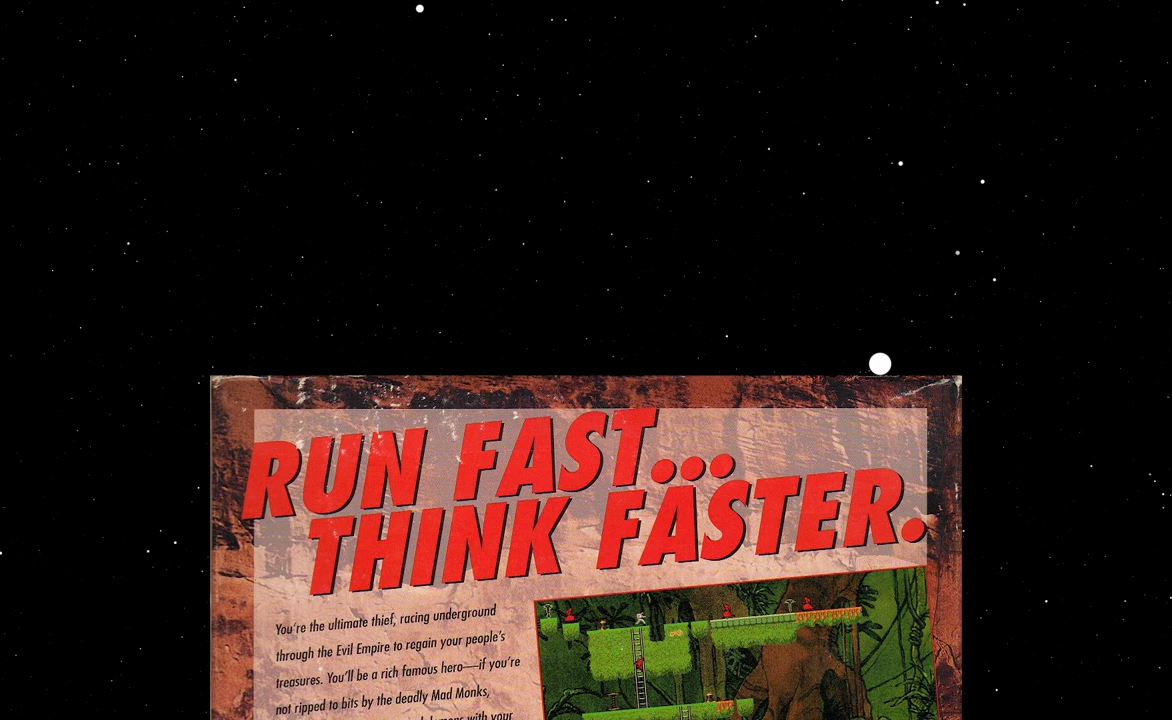 RUN FAST...
THINK FASTER.
You're the ultimate thief, racing underground
through the Evil Empire to regain your people's
treasures. You'll be a rich famous hero—if you're
not ripped to bits by the deadly Mad Monks,
with your